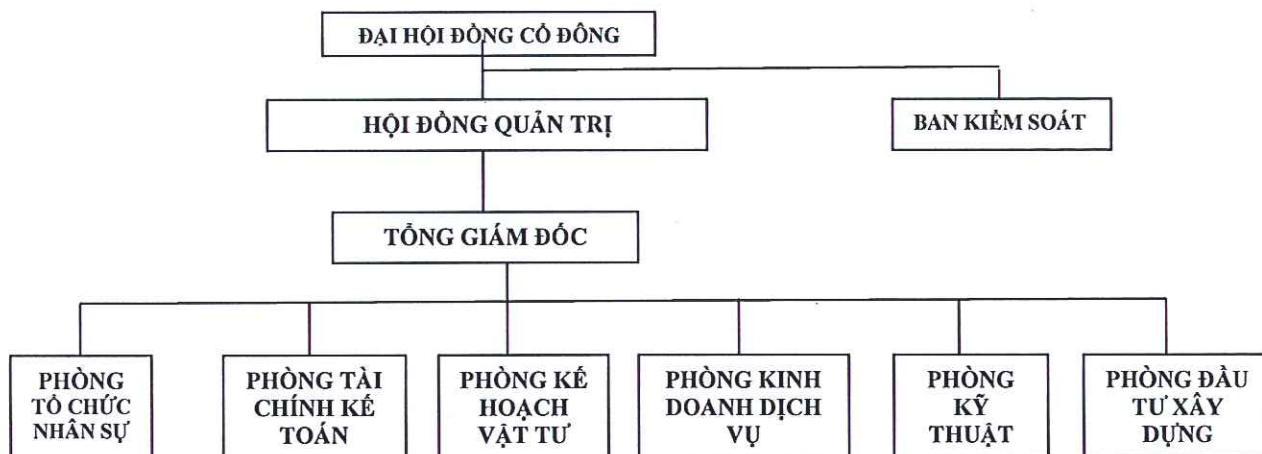 ĐẠI HỘI ĐỒNG CỔ ĐÔNG
HỘI ĐỒNG QUẢN TRỊ
BAN KIỂM SOÁT
TỔNG GIÁM ĐỐC
PHÒNG
TỔ CHỨC
NHÂN SỰ
PHÒNG TÀI
CHÍNH KẾ
TOÁN
PHÒNG KẾ
HOẠCH
VẬT TƯ
PHÒNG KINH
DOANH DỊCH
VỤ
PHÒNG
KỸ
THUẬT
PHÒNG ĐẦU
TƯ XÂY
DỰNG